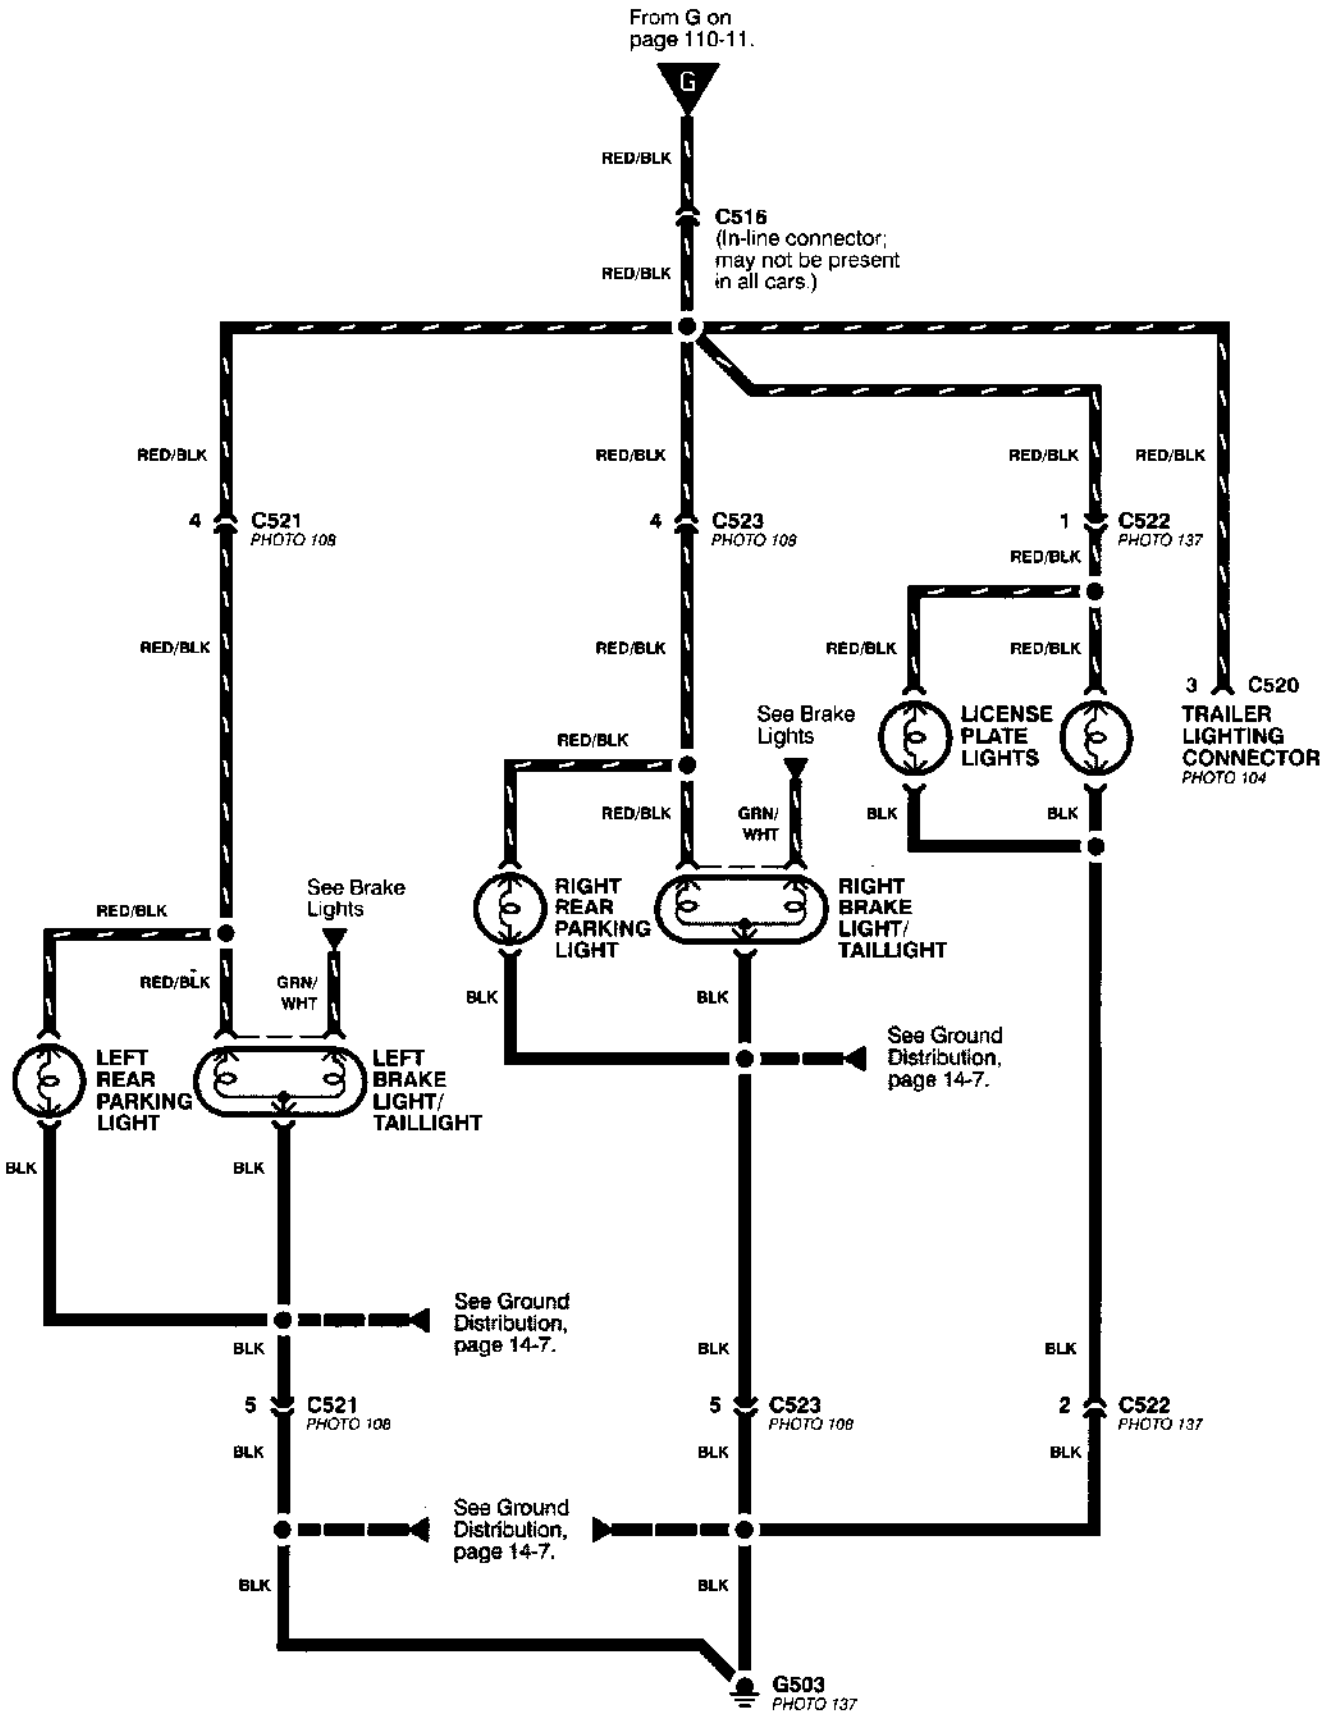 From G on
page 110-11.
G
RED/BLK
C516
(In-line connector;
may not be present
in all cars.)
RED/BLK
RED/BLK
RED/BLK
RED/BLK
RED/BLK
4
C521
PHOTO 108
4
C523
PHOTO 108
1
C522
PHOTO 137
RED/BLK
RED/BLK
RED/BLK
RED/BLK
RED/BLK
3
C520
TRAILER
LIGHTING
CONNECTOR
PHOTO 104
LICENSE
PLATE
LIGHTS
See Brake
Lights
RED/BLK
RED/BLK
GRN/
WHT
BLK
BLK
RIGHT
REAR
PARKING
LIGHT
RIGHT
BRAKE
LIGHT/
TAILLIGHT
See Brake
Lights
RED/BLK
RED/BLK
GRN/
WHT
BLK
BLK
See Ground
Distribution,
page 14-7.
LEFT
REAR
PARKING
LIGHT
LEFT
BRAKE
LIGHT/
TAILLIGHT
BLK
BLK
See Ground
Distribution,
page 14-7.
BLK
BLK
BLK
5
C521
PHOTO 108
5
C523
PHOTO 108
2
C522
PHOTO 137
BLK
BLK
BLK
See Ground
Distribution,
page 14-7.
BLK
BLK
G503
PHOTO 137